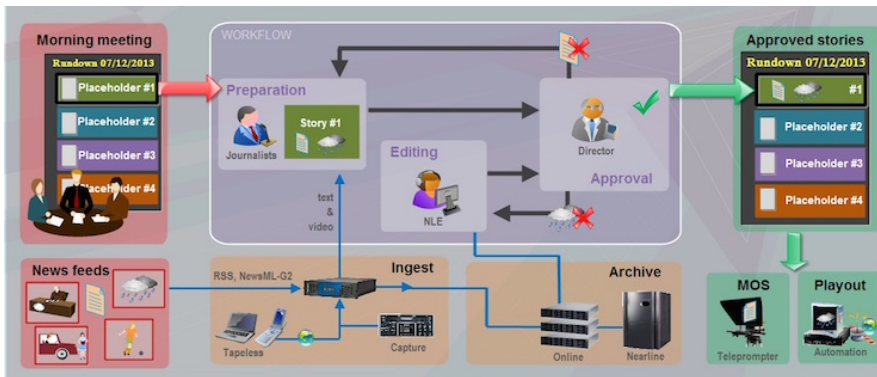 Morning meeting
Rundown 07/12/2013
Placeholder #1
Placeholder #2
Placeholder #3
Placeholder #4
WORKFLOW
Preparation
Journalists
Story #1
Editing
NLE
Director
Approval
Approved stories
Rundown 07/12/2013
#1
Placeholder #2
Placeholder #3
Placeholder #4
text
&
video
News feeds
RSS, NewsML-G2
Ingest
Tapeless
Capture
Archive
Online
Nearline
MOS
Teleprompter
Playout
Automation